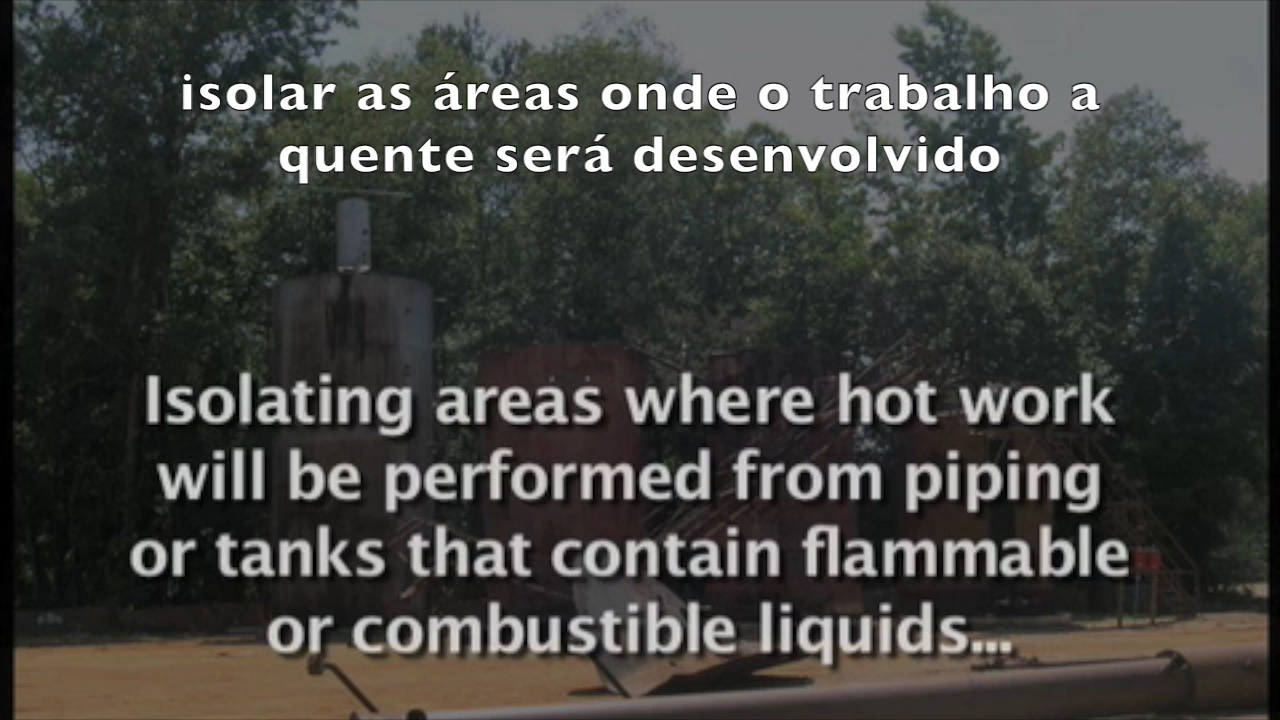 isolar as áreas onde o trabalho a
quente será desenvolvido
Isolating areas where hot work
will be performed from piping
or tanks that contain flammable
or combustible liquids...